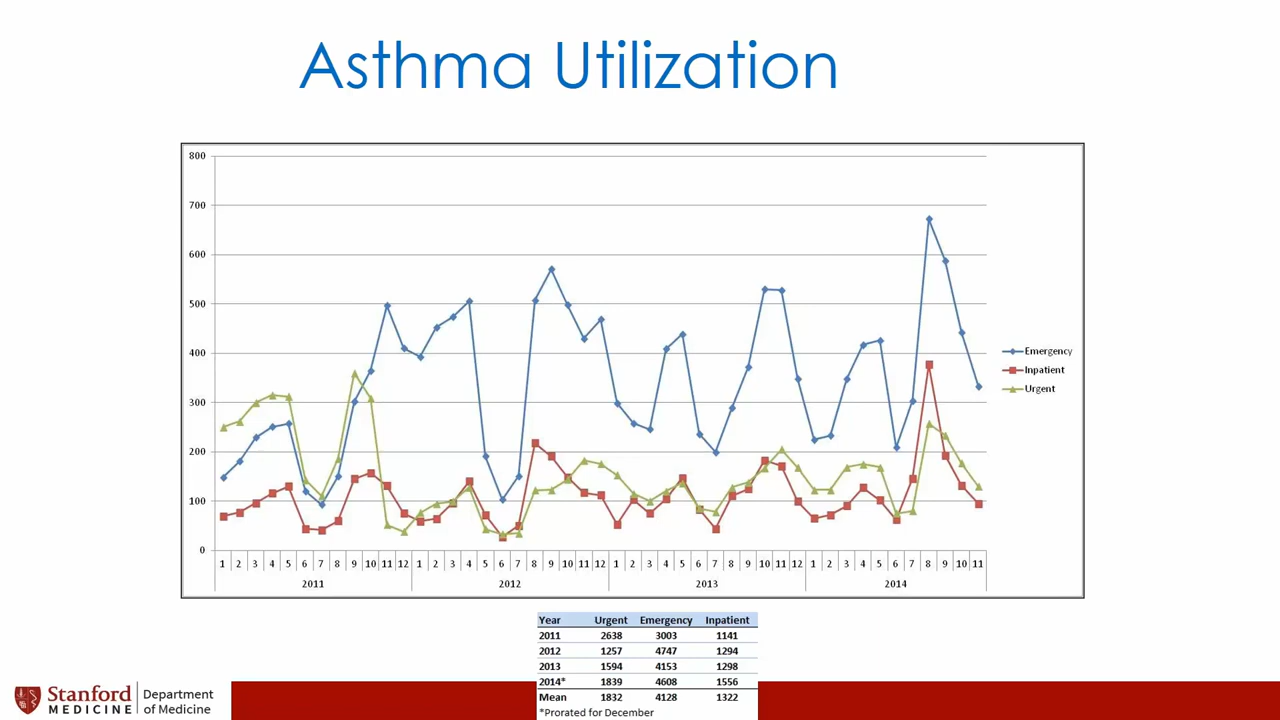 Asthma Utilization
800
700
600
500
400
300
200
100
0
Emergency
Inpatient
Urgent
1 2 3 4 5 6 7 8 9 10 11 12 1 2 3 4 5 6 7 8 9 10 11 12 1 2 3 4 5 6 7 8 9 10 11 12 1 2 3 4 5 6 7 8 9 10 11
2011 2012 2013 2014
Year Urgent Emergency Inpatient
2011 2638 3003 1141
2012 1257 4747 1294
2013 1594 4153 1298
2014* 1839 4608 1556
Mean 1832 4128 1322
*Prorated for December
Stanford
MEDICINE
Department
of Medicine